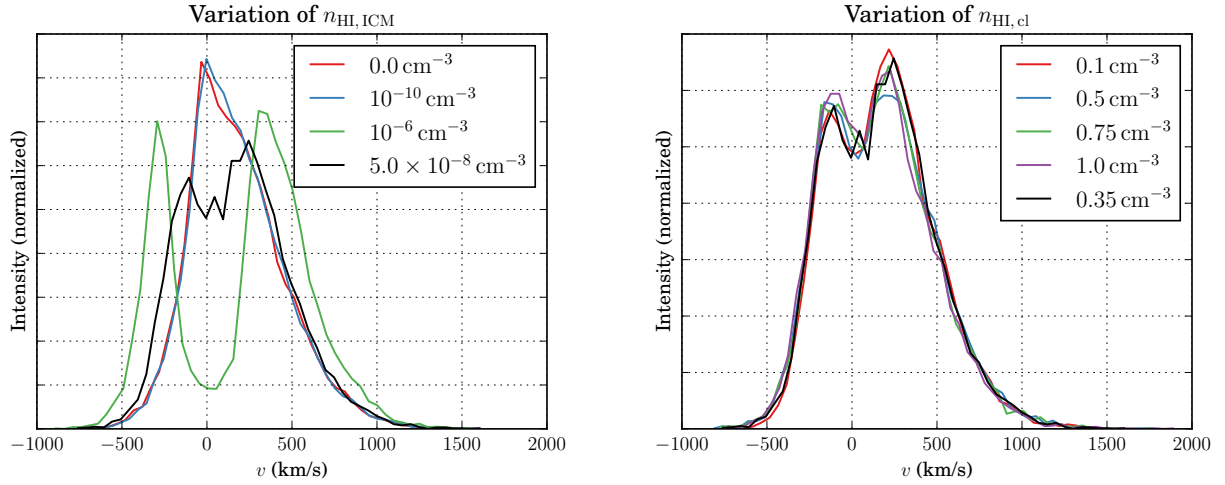 Variation of n_HI,ICM
0.0 cm⁻³
10⁻¹⁰ cm⁻³
10⁻⁶ cm⁻³
5.0 × 10⁻⁸ cm⁻³
Intensity (normalized)
−1000 −500 0 500 1000 1500 2000
v (km/s)
Variation of n_HI,cl
0.1 cm⁻³
0.5 cm⁻³
0.75 cm⁻³
1.0 cm⁻³
0.35 cm⁻³
Intensity (normalized)
−1000 −500 0 500 1000 1500 2000
v (km/s)